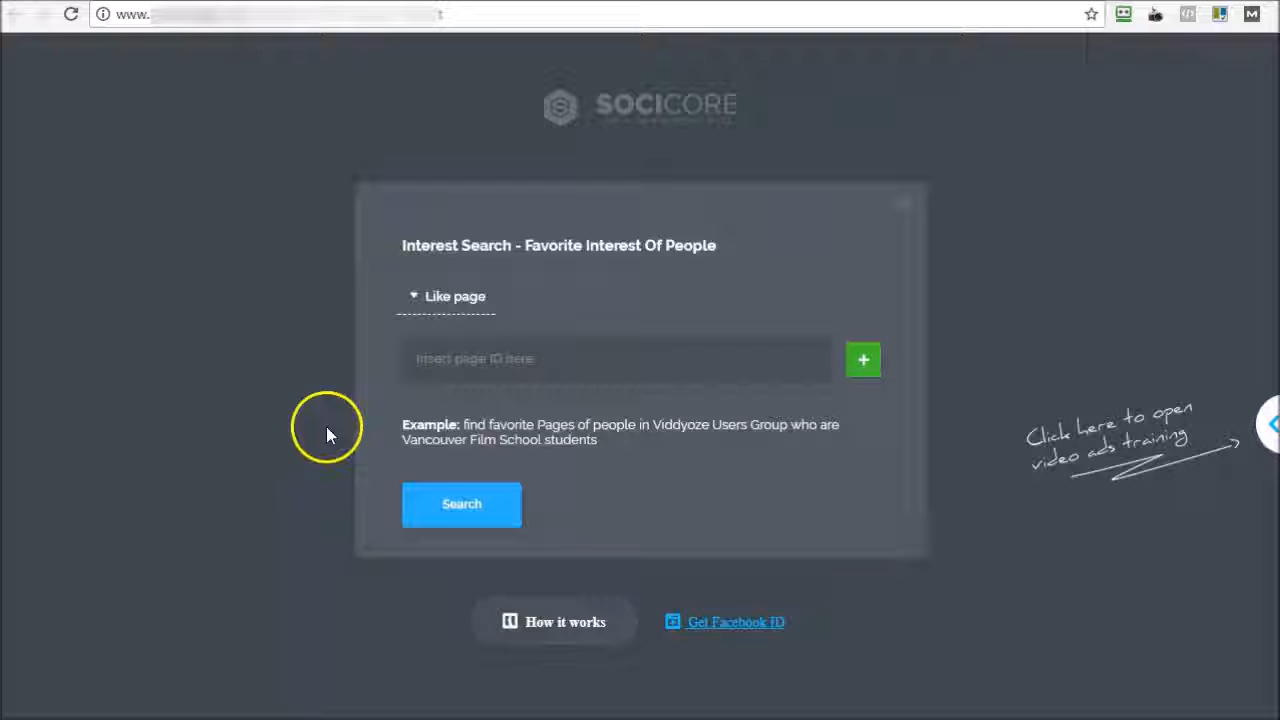 www.
SOCICORE
Interest Search - Favorite Interest Of People
Like page
Insert page ID here
Example: find favorite Pages of people in Viddyoze Users Group who are
Vancouver Film School students
Search
Click here to open
video ads training
How it works
Get Facebook ID